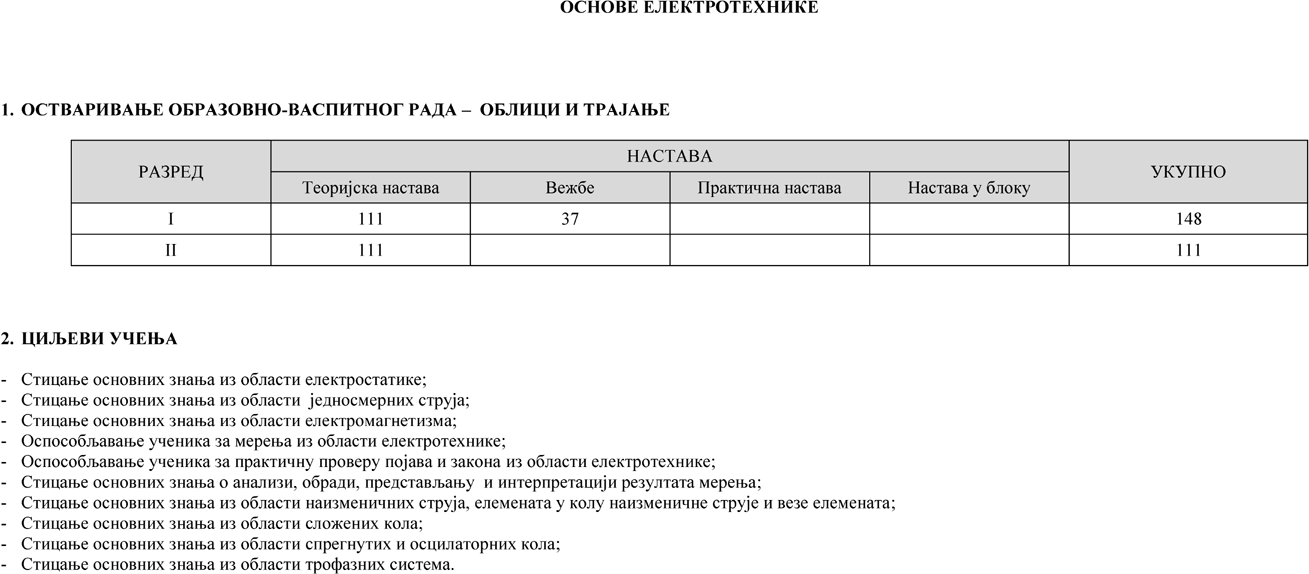 ОСНОВЕ ЕЛЕКТРОТЕХНИКЕ
1. ОСТВАРИВАЊЕ ОБРАЗОВНО-ВАСПИТНОГ РАДА – ОБЛИЦИ И ТРАЈАЊЕ
РАЗРЕД НАСТАВА УКУПНО
Теоријска настава Вежбе Практична настава Настава у блоку
I 111 37 148
II 111 111
2. ЦИЉЕВИ УЧЕЊА
- Стицање основних знања из области електростатике;
- Стицање основних знања из области једносмерних струја;
- Стицање основних знања из области електромагнетизма;
- Оспособљавање ученика за мерења из области електротехнике;
- Оспособљавање ученика за практичну проверу појава и закона из области електротехнике;
- Стицање основних знања о анализи, обради, представљању и интерпретацији резултата мерења;
- Стицање основних знања из области наизменичних струја, елемената у колу наизменичне струје и везе елемената;
- Стицање основних знања из области сложених кола;
- Стицање основних знања из области спрегнутих и осцилаторних кола;
- Стицање основних знања из области трофазних система.